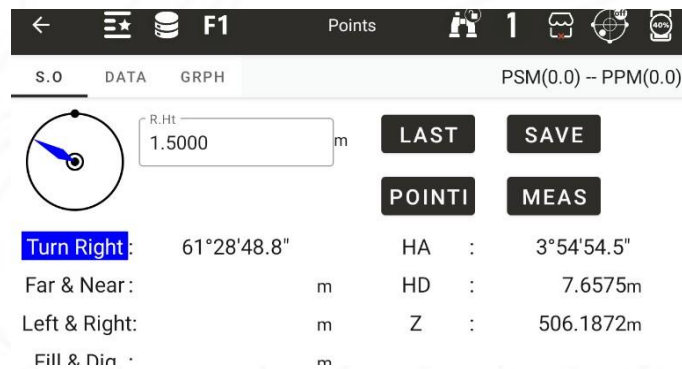 F1 Points 1 off 40%
S.O DATA GRPH PSM(0.0) -- PPM(0.0)
R.Ht
1.5000 m LAST SAVE
POINTI MEAS
Turn Right: 61°28'48.8" HA : 3°54'54.5"
Far & Near: m HD : 7.6575m
Left & Right: m Z : 506.1872m
Fill & Dig : m